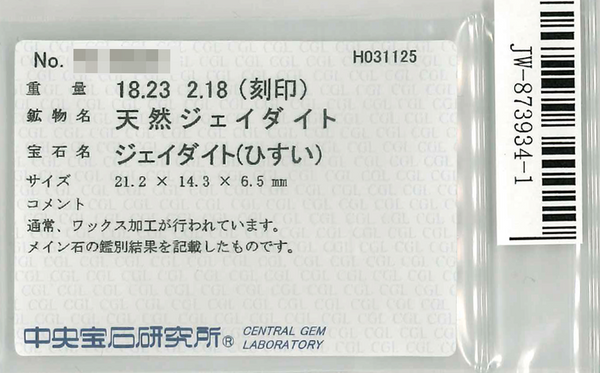 No.
H031125
重量 18.23 2.18 (刻印)
鉱物名 天然ジェイダイト
宝石名 ジェイダイト(ひすい)
サイズ 21.2 × 14.3 × 6.5 mm
コメント
通常、ワックス加工が行われています。
メイン石の鑑別結果を記載したものです。
中央宝石研究所® CENTRAL GEM
LABORATORY
JW-873934-1